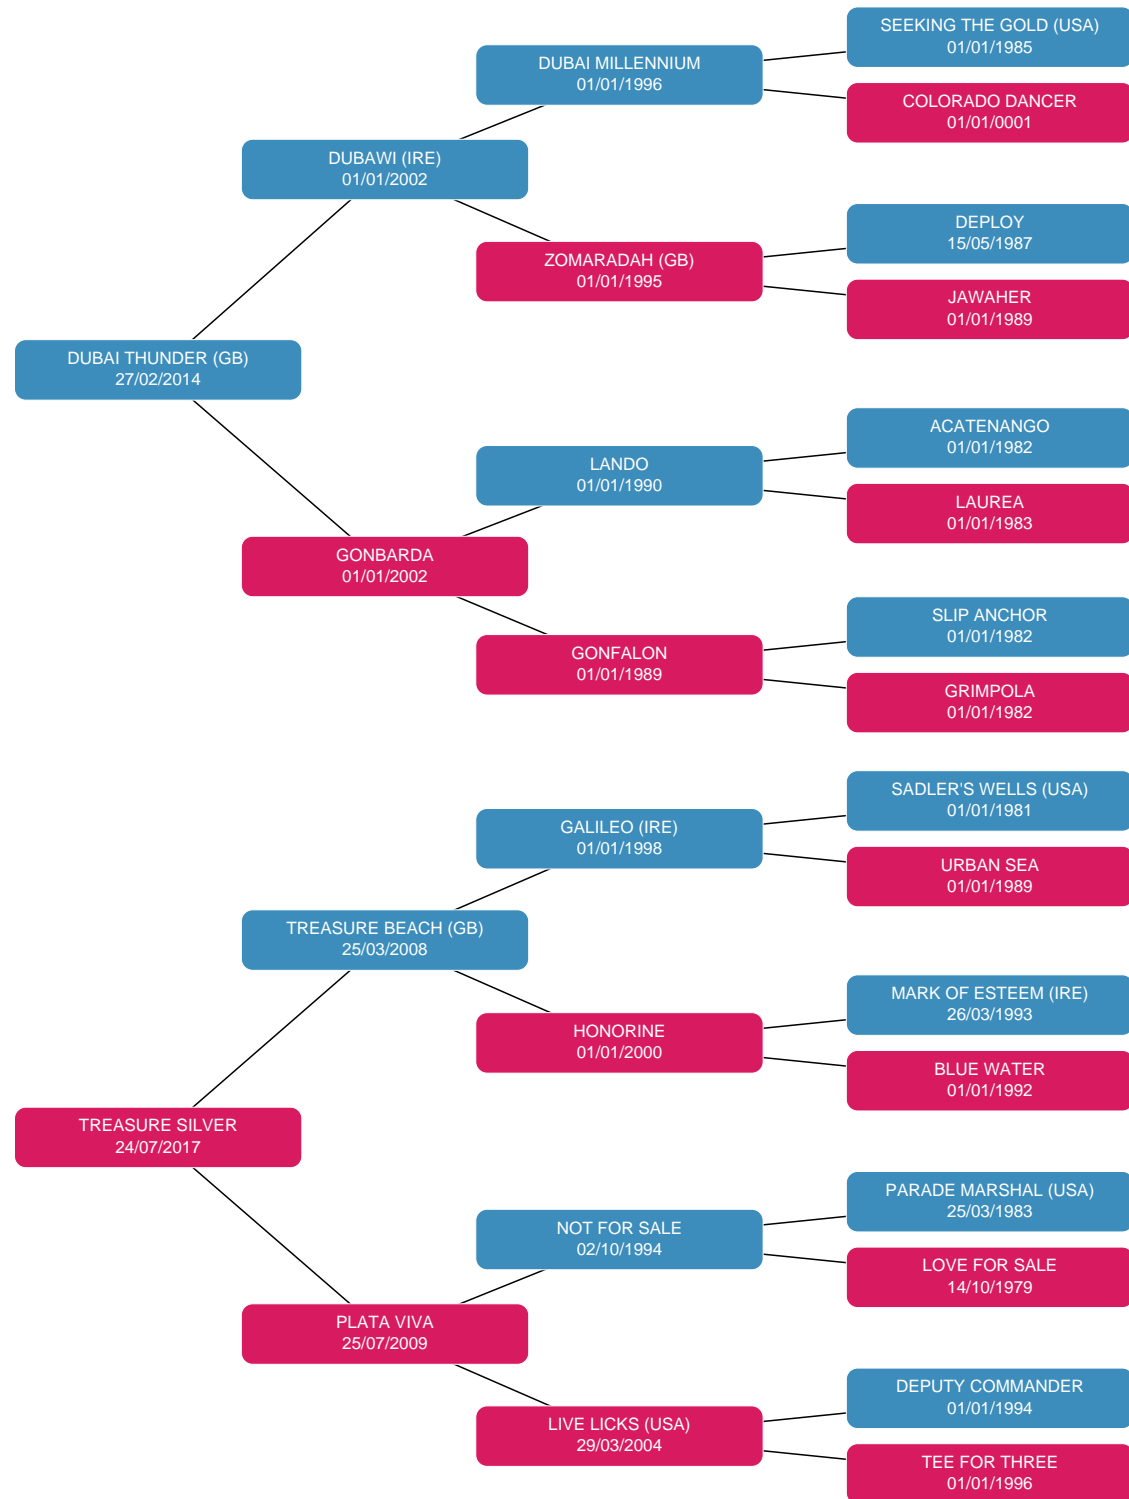 SEEKING THE GOLD (USA)
01/01/1985
DUBAI MILLENNIUM
01/01/1996
COLORADO DANCER
01/01/0001
DUBAWI (IRE)
01/01/2002
DEPLOY
15/05/1987
ZOMARADAH (GB)
01/01/1995
JAWAHER
01/01/1989
DUBAI THUNDER (GB)
27/02/2014
ACATENANGO
01/01/1982
LANDO
01/01/1990
LAUREA
01/01/1983
GONBARDA
01/01/2002
SLIP ANCHOR
01/01/1982
GONFALON
01/01/1989
GRIMPOLA
01/01/1982
SADLER'S WELLS (USA)
01/01/1981
GALILEO (IRE)
01/01/1998
URBAN SEA
01/01/1989
TREASURE BEACH (GB)
25/03/2008
MARK OF ESTEEM (IRE)
26/03/1993
HONORINE
01/01/2000
BLUE WATER
01/01/1992
TREASURE SILVER
24/07/2017
PARADE MARSHAL (USA)
25/03/1983
NOT FOR SALE
02/10/1994
LOVE FOR SALE
14/10/1979
PLATA VIVA
25/07/2009
DEPUTY COMMANDER
01/01/1994
LIVE LICKS (USA)
29/03/2004
TEE FOR THREE
01/01/1996